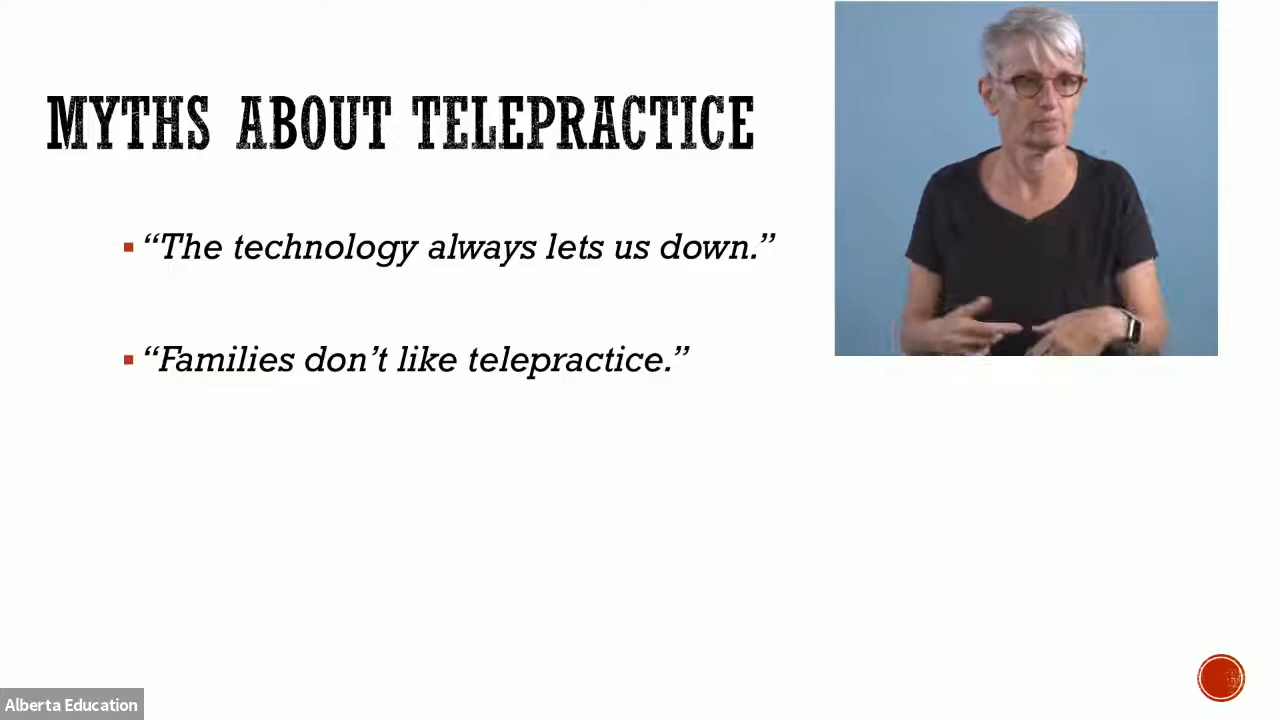 MYTHS ABOUT TELEPRACTICE
“The technology always lets us down.”
“Families don’t like telepractice.”
Alberta Education